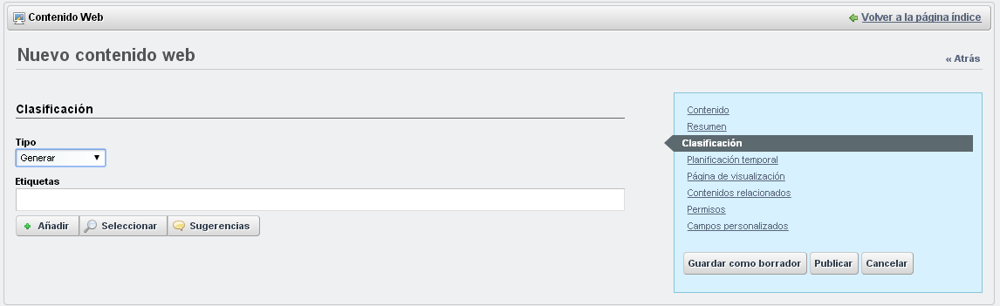 Contenido Web
Volver a la página índice
Nuevo contenido web
« Atrás
Clasificación
Tipo
Generar
Etiquetas
Añadir
Seleccionar
Sugerencias
Contenido
Resumen
Clasificación
Planificación temporal
Página de visualización
Contenidos relacionados
Permisos
Campos personalizados
Guardar como borrador
Publicar
Cancelar